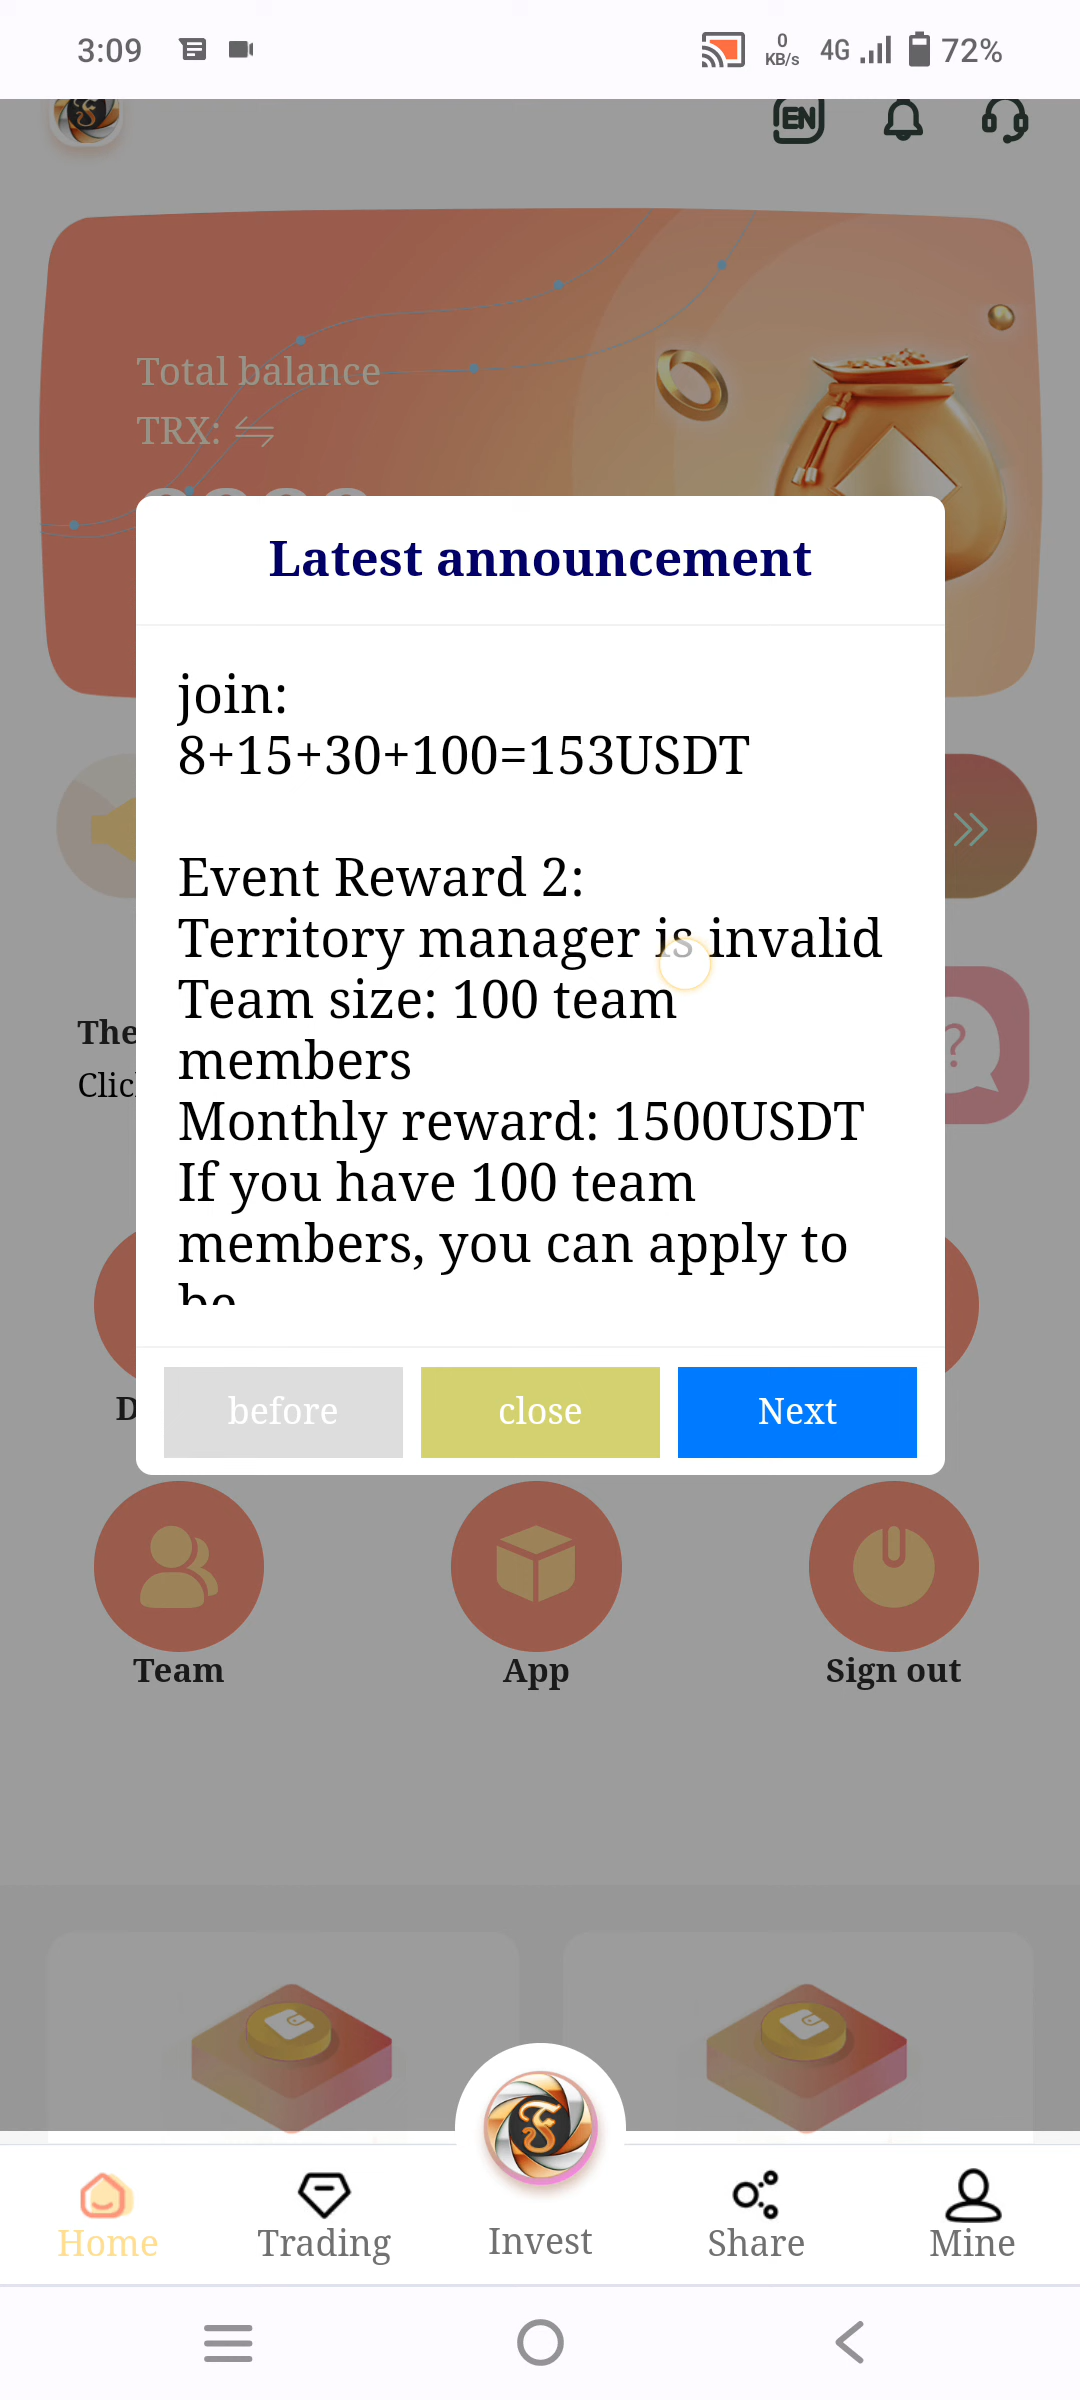 3:09
0
KB/s
4G
72%
EN
Total balance
TRX:
Latest announcement
join:
8+15+30+100=153USDT
Event Reward 2:
Territory manager is invalid
Team size: 100 team
members
Monthly reward: 1500USDT
If you have 100 team
members, you can apply to
be
The
?
before
close
Next
Team
App
Sign out
Home
Trading
Invest
Share
Mine